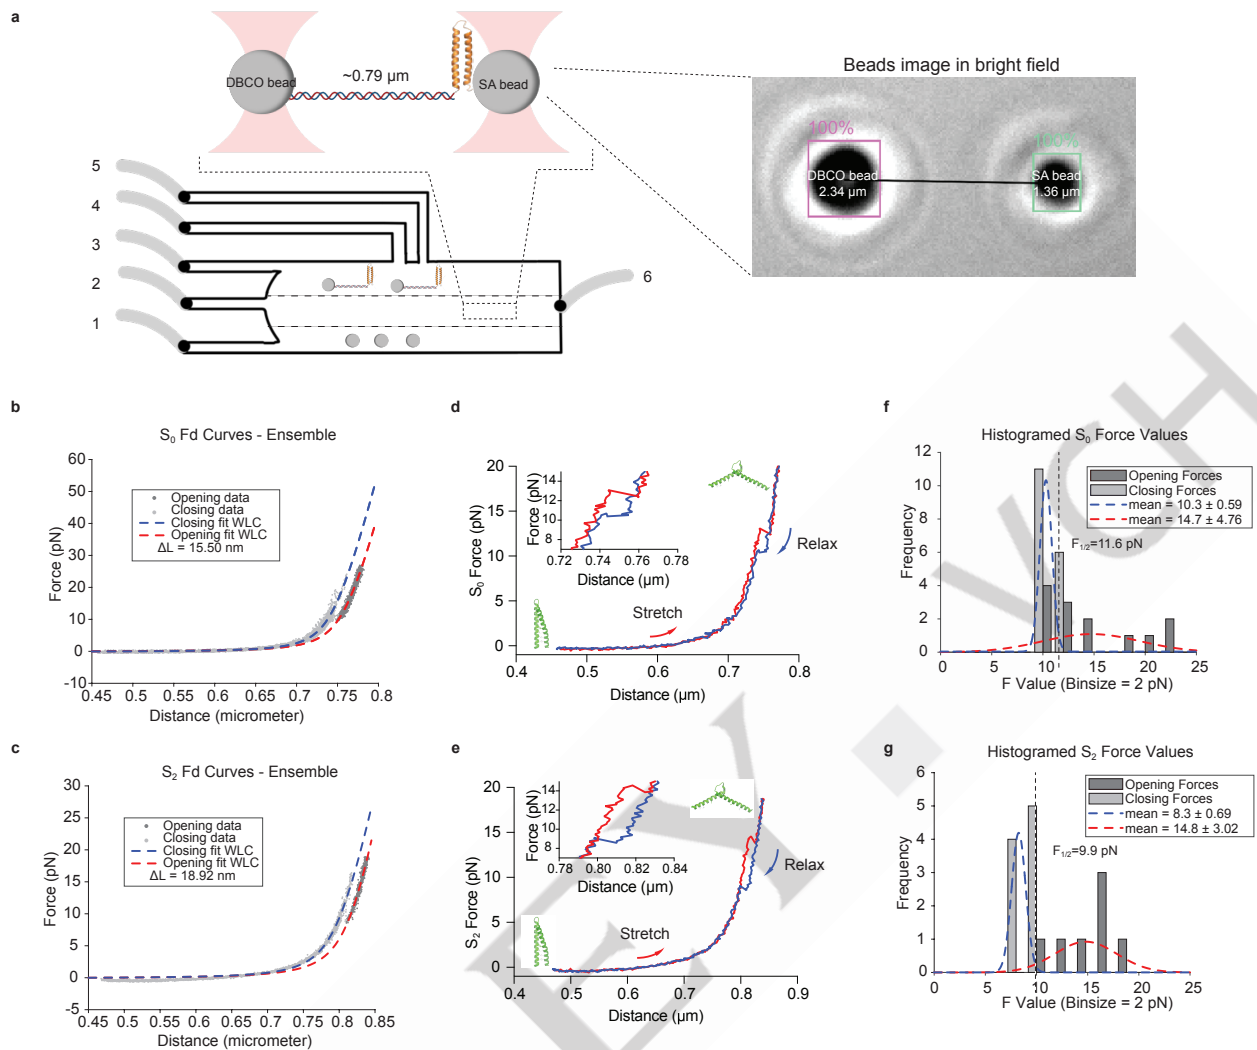 a
DBCO bead
~0.79 µm
SA bead
Beads image in bright field
100%
100%
DBCO bead
2.34 µm
SA bead
1.36 µm
5
4
3
2
1
6
b
S0 Fd Curves - Ensemble
Opening data
Closing data
Closing fit WLC
Opening fit WLC
ΔL = 15.50 nm
Force (pN)
60
50
40
30
20
10
0
-10
0.45 0.5 0.55 0.6 0.65 0.7 0.75 0.8
Distance (micrometer)
c
S2 Fd Curves - Ensemble
Opening data
Closing data
Closing fit WLC
Opening fit WLC
ΔL = 18.92 nm
Force (pN)
30
25
20
15
10
5
0
-5
0.45 0.5 0.55 0.6 0.65 0.7 0.75 0.8 0.85
Distance (micrometer)
d
S0 Force (pN)
20
15
10
5
0
0.4 0.5 0.6 0.7 0.8
Distance (µm)
Force (pN)
14
12
10
8
0.72 0.74 0.76 0.78
Distance (µm)
Relax
Stretch
e
S2 Force (pN)
20
15
10
5
0
0.4 0.5 0.6 0.7 0.8 0.9
Distance (µm)
Force (pN)
14
12
10
8
0.78 0.80 0.82 0.84
Distance (µm)
Relax
Stretch
f
Histogramed S0 Force Values
Opening Forces
Closing Forces
mean = 10.3 ± 0.59
mean = 14.7 ± 4.76
F1/2=11.6 pN
Frequency
12
10
8
6
4
2
0
0 5 10 15 20 25
F Value (Binsize = 2 pN)
g
Histogramed S2 Force Values
Opening Forces
Closing Forces
mean = 8.3 ± 0.69
mean = 14.8 ± 3.02
F1/2=9.9 pN
Frequency
6
5
4
3
2
1
0
0 5 10 15 20 25
F Value (Binsize = 2 pN)
EY
VCH